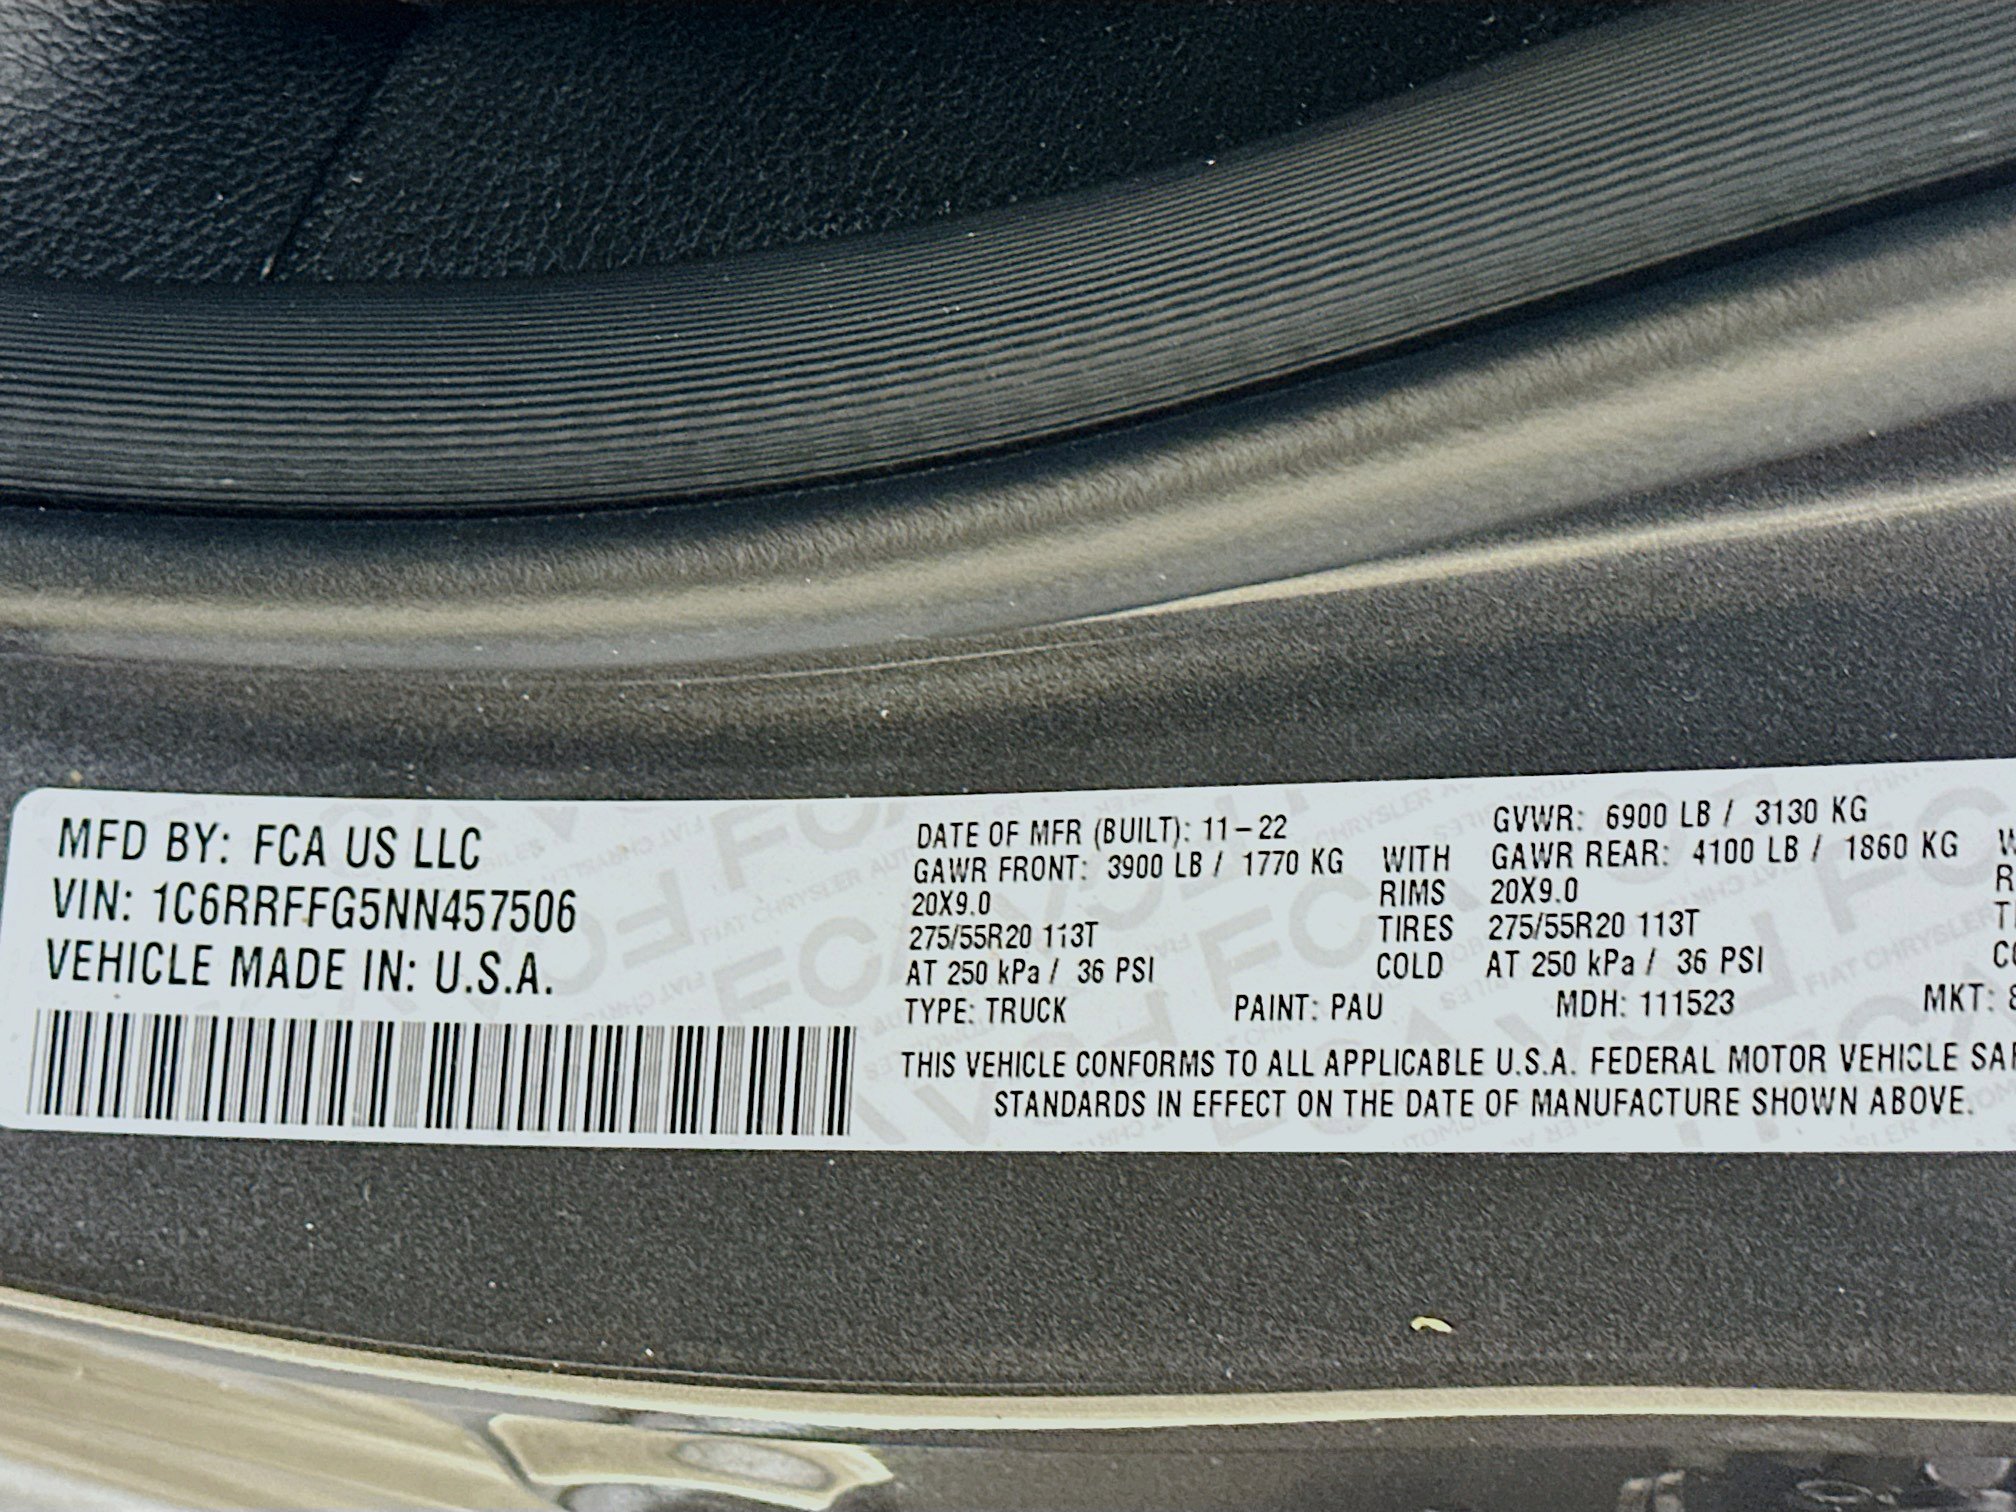 MFD BY: FCA US LLC
VIN: 1C6RRFFG5NN457506
VEHICLE MADE IN: U.S.A.
DATE OF MFR (BUILT): 11-22 GVWR: 6900 LB / 3130 KG
GAWR FRONT: 3900 LB / 1770 KG WITH GAWR REAR: 4100 LB / 1860 KG
20X9.0 RIMS 20X9.0
275/55R20 113T TIRES 275/55R20 113T
AT 250 kPa / 36 PSI COLD AT 250 kPa / 36 PSI
TYPE: TRUCK PAINT: PAU MDH: 111523 MKT:
THIS VEHICLE CONFORMS TO ALL APPLICABLE U.S.A. FEDERAL MOTOR VEHICLE
STANDARDS IN EFFECT ON THE DATE OF MANUFACTURE SHOWN ABOVE.